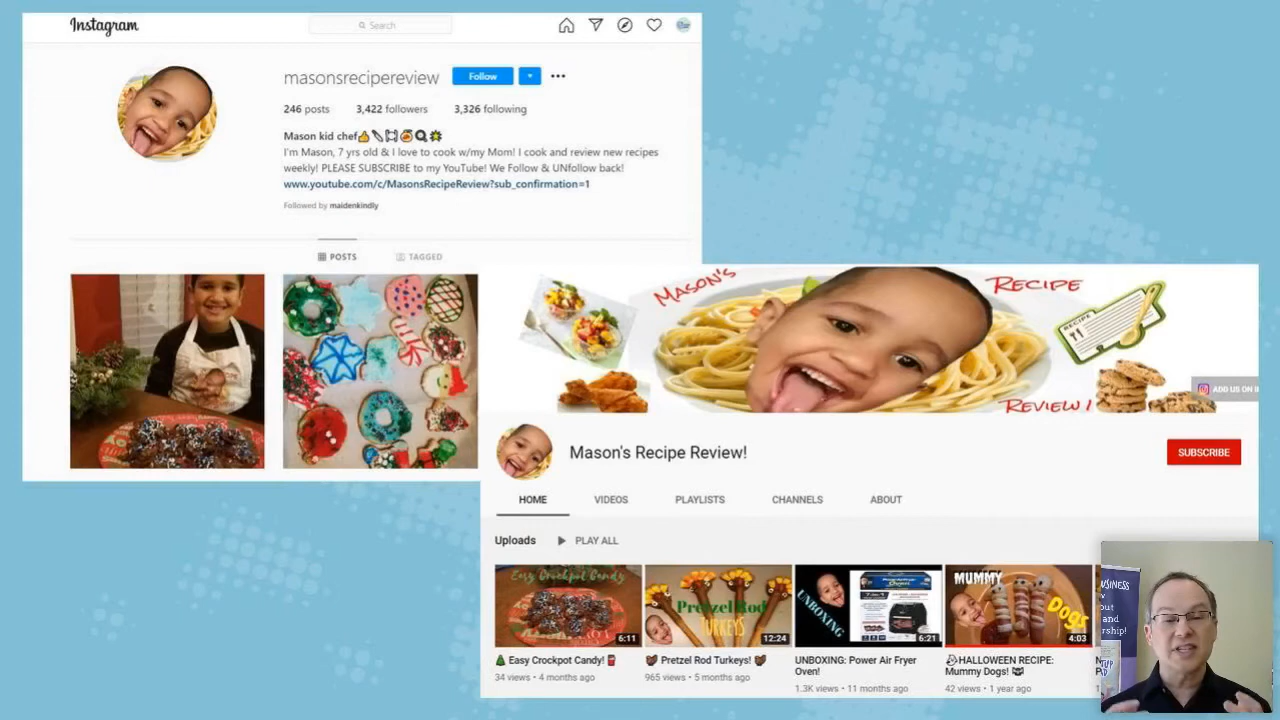 Instagram
Search
masonsrecipereview
Follow
246 posts 3,422 followers 3,326 following
Mason kid chef
I'm Mason, 7 yrs old & I love to cook w/my Mom! I cook and review new recipes
weekly! PLEASE SUBSCRIBE to my YouTube! We Follow & UNfollow back!
www.youtube.com/c/MasonsRecipeReview?sub_confirmation=1
Followed by maidenkindly
POSTS TAGGED
MASON'S RECIPE
RECIPE
REVIEW!
ADD US ON
Mason's Recipe Review!
SUBSCRIBE
HOME VIDEOS PLAYLISTS CHANNELS ABOUT
Uploads PLAY ALL
Easy Crockpot Candy
6:11
Pretzel Rod
TURKEYS
12:24
UNBOXING
6:21
MUMMY
Dogs
4:03
Easy Crockpot Candy!
34 views • 4 months ago
Pretzel Rod Turkeys!
965 views • 5 months ago
UNBOXING: Power Air Fryer
Oven!
1.3K views • 11 months ago
HALLOWEEN RECIPE:
Mummy Dogs!
42 views • 1 year ago